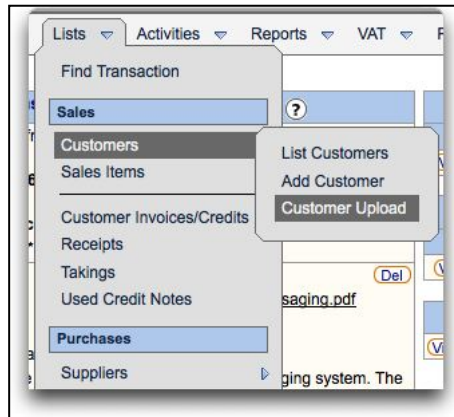 Lists Activities Reports VAT
Find Transaction
Sales
?
Customers
List Customers
Sales Items
Add Customer
Customer Upload
Customer Invoices/Credits
Receipts
Takings
Del
Used Credit Notes
saging.pdf
Purchases
Suppliers
ging system. The